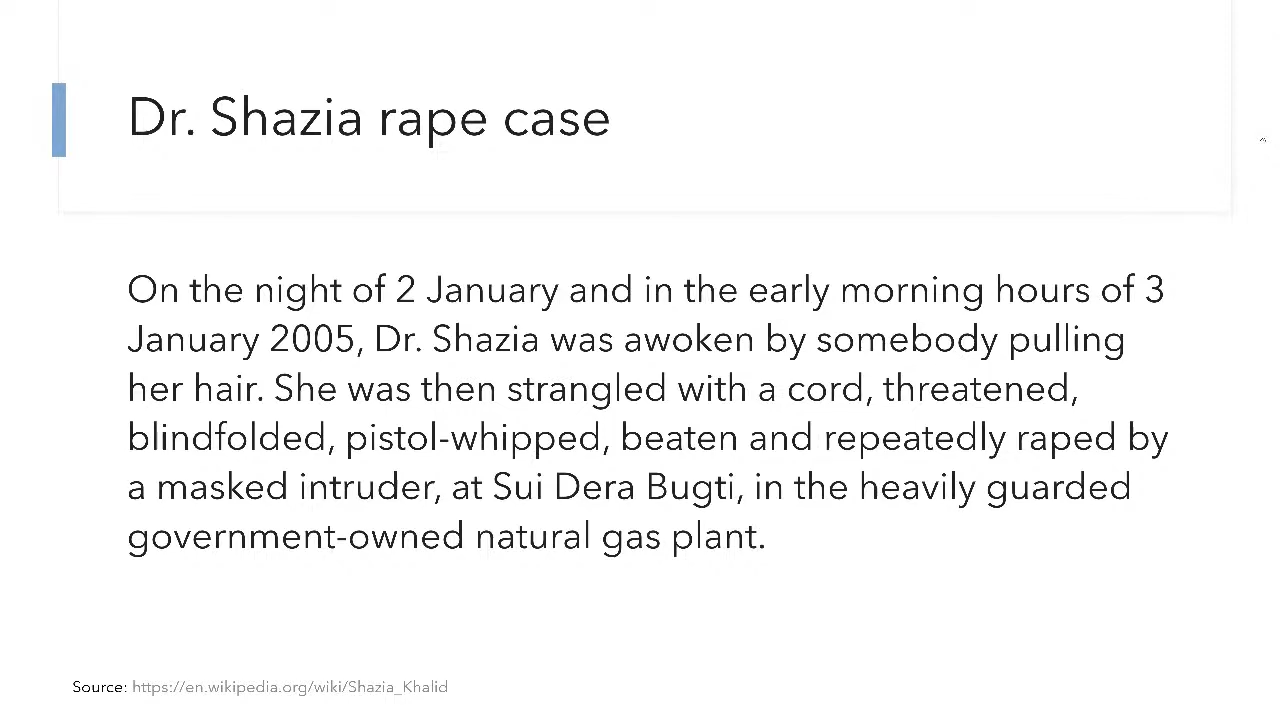 Dr. Shazia rape case
On the night of 2 January and in the early morning hours of 3
January 2005, Dr. Shazia was awoken by somebody pulling
her hair. She was then strangled with a cord, threatened,
blindfolded, pistol-whipped, beaten and repeatedly raped by
a masked intruder, at Sui Dera Bugti, in the heavily guarded
government-owned natural gas plant.
Source: https://en.wikipedia.org/wiki/Shazia_Khalid